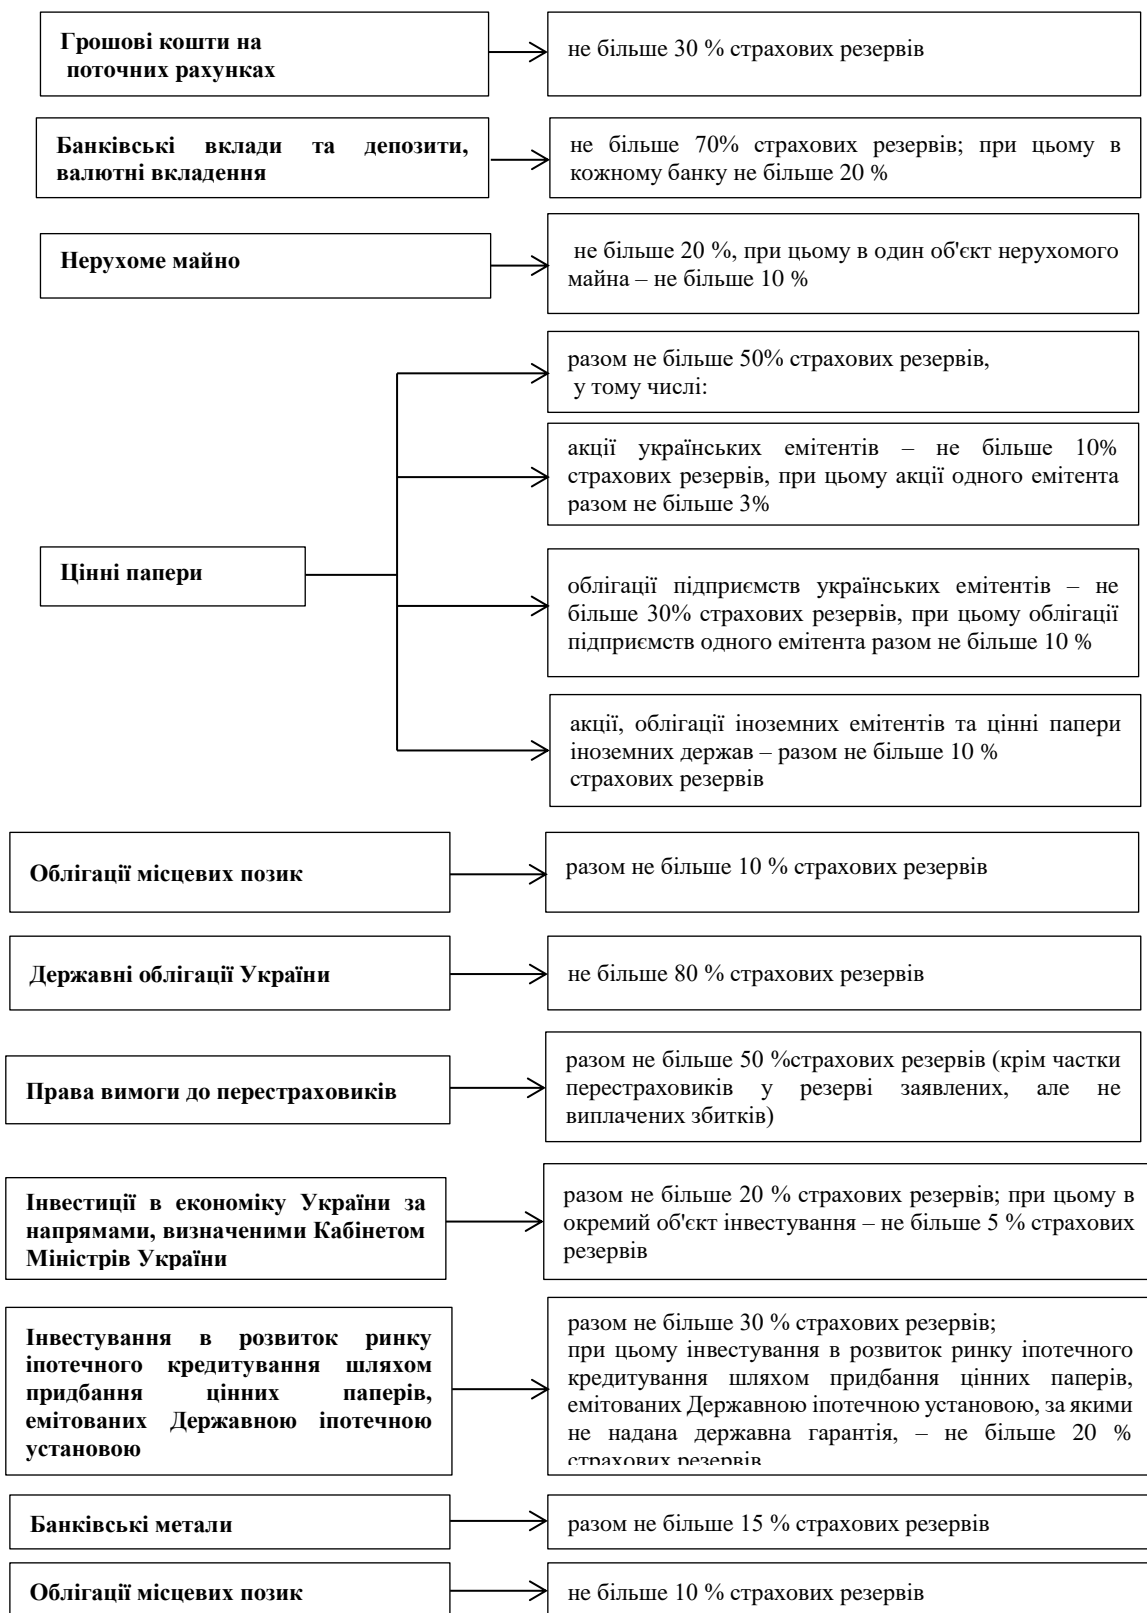 Грошові кошти на
поточних рахунках
не більше 30 % страхових резервів
Банківські вклади та депозити,
валютні вкладення
не більше 70% страхових резервів; при цьому в
кожному банку не більше 20 %
Нерухоме майно
не більше 20 %, при цьому в один об'єкт нерухомого
майна – не більше 10 %
разом не більше 50% страхових резервів,
у тому числі:
акції українських емітентів – не більше 10%
страхових резервів, при цьому акції одного емітента
разом не більше 3%
Цінні папери
облігації підприємств українських емітентів – не
більше 30% страхових резервів, при цьому облігації
підприємств одного емітента разом не більше 10 %
акції, облігації іноземних емітентів та цінні папери
іноземних держав – разом не більше 10 %
страхових резервів
Облігації місцевих позик
разом не більше 10 % страхових резервів
Державні облігації України
не більше 80 % страхових резервів
Права вимоги до перестраховиків
разом не більше 50 %страхових резервів (крім частки
перестраховиків у резерві заявлених, але не
виплачених збитків)
Інвестиції в економіку України за
напрямами, визначеними Кабінетом
Міністрів України
разом не більше 20 % страхових резервів; при цьому в
окремий об'єкт інвестування – не більше 5 % страхових
резервів
Інвестування в розвиток ринку
іпотечного кредитування шляхом
придбання цінних паперів,
емітованих Державною іпотечною
установою
разом не більше 30 % страхових резервів;
при цьому інвестування в розвиток ринку іпотечного
кредитування шляхом придбання цінних паперів,
емітованих Державною іпотечною установою, за якими
не надана державна гарантія, – не більше 20 %
страхових резервів
Банківські метали
разом не більше 15 % страхових резервів
Облігації місцевих позик
не більше 10 % страхових резервів